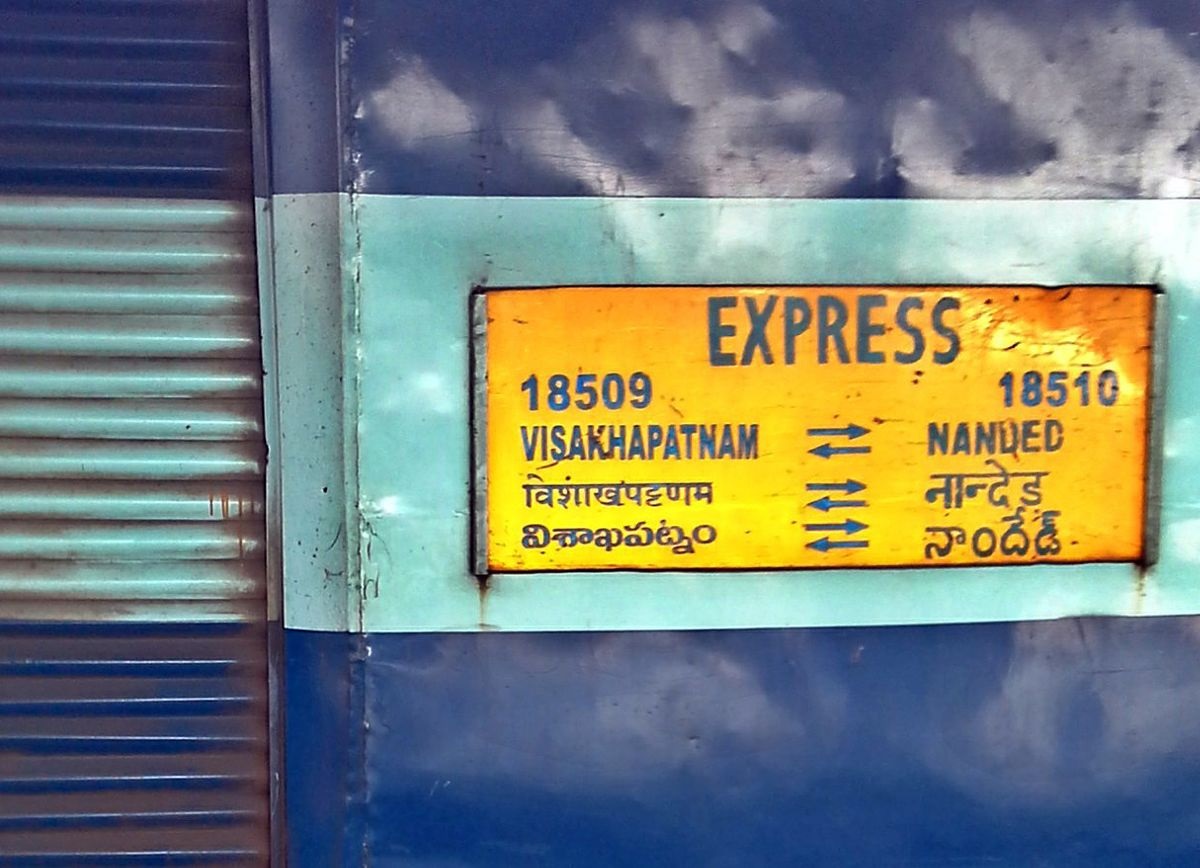 EXPRESS
18509 18510
VISAKHAPATNAM ⇄ NANDED
विशाखपट्टणम ⇄ नान्देड़
విశాఖపట్నం ⇄ నాందేడ్